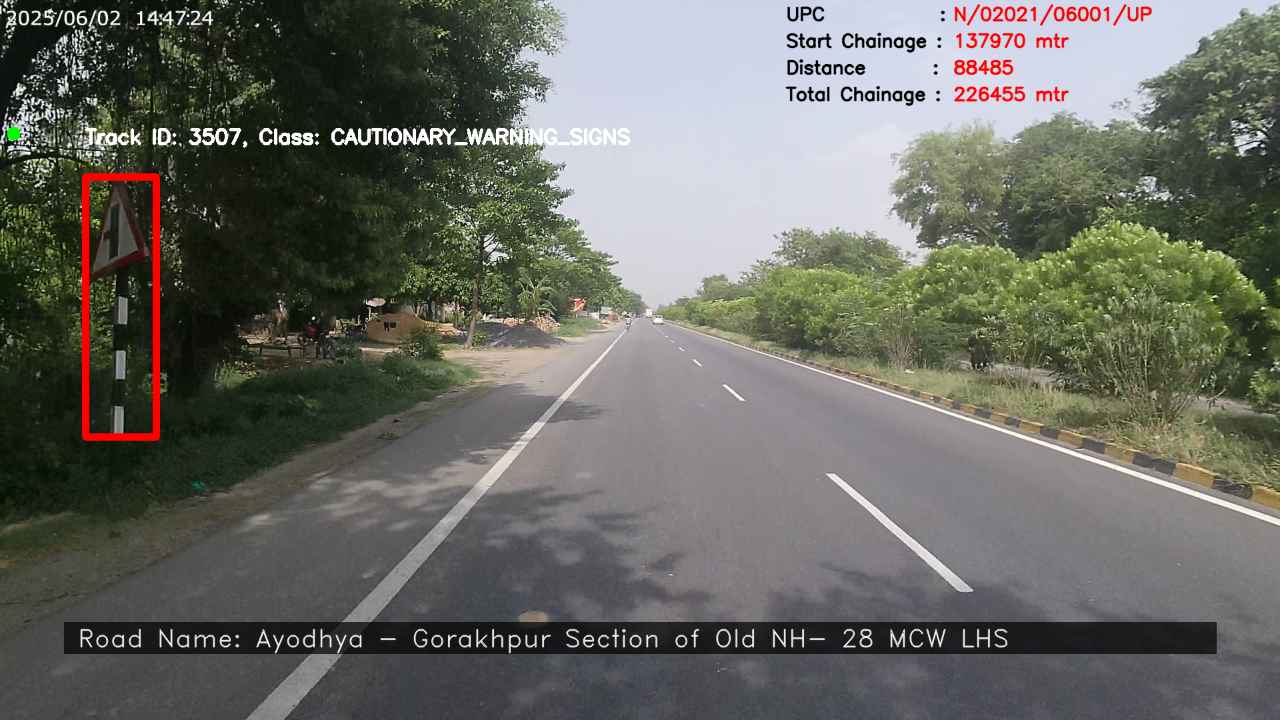 2025/06/02 14:47:24
UPC : N/02021/06001/UP
Start Chainage : 137970 mtr
Distance : 88485
Total Chainage : 226455 mtr
Track ID: 3507, Class: CAUTIONARY_WARNING_SIGNS
Road Name: Ayodhya - Gorakhpur Section of Old NH- 28 MCW LHS